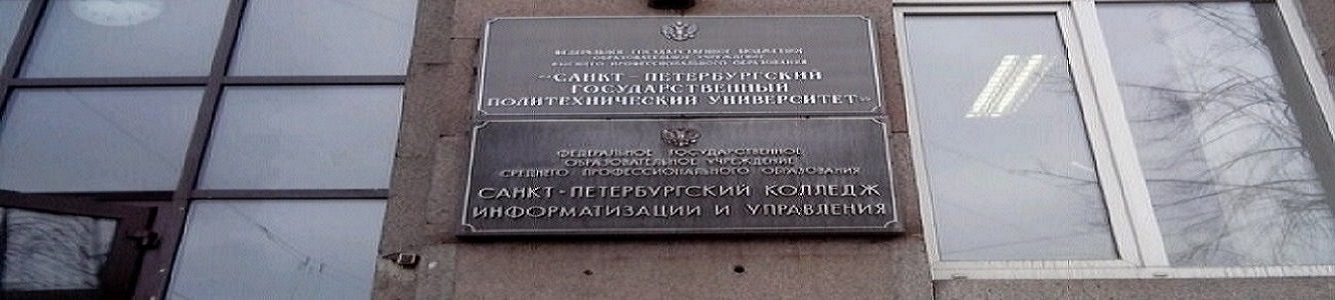 ФЕДЕРАЛЬНОЕ ГОСУДАРСТВЕННОЕ БЮДЖЕТНОЕ
ОБРАЗОВАТЕЛЬНОЕ УЧРЕЖДЕНИЕ
ВЫСШЕГО ПРОФЕССИОНАЛЬНОГО ОБРАЗОВАНИЯ
«САНКТ-ПЕТЕРБУРГСКИЙ
ГОСУДАРСТВЕННЫЙ
ПОЛИТЕХНИЧЕСКИЙ УНИВЕРСИТЕТ»
ФЕДЕРАЛЬНОЕ ГОСУДАРСТВЕННОЕ
ОБРАЗОВАТЕЛЬНОЕ УЧРЕЖДЕНИЕ
СРЕДНЕГО ПРОФЕССИОНАЛЬНОГО ОБРАЗОВАНИЯ
САНКТ-ПЕТЕРБУРГСКИЙ КОЛЛЕДЖ
ИНФОРМАТИЗАЦИИ И УПРАВЛЕНИЯ